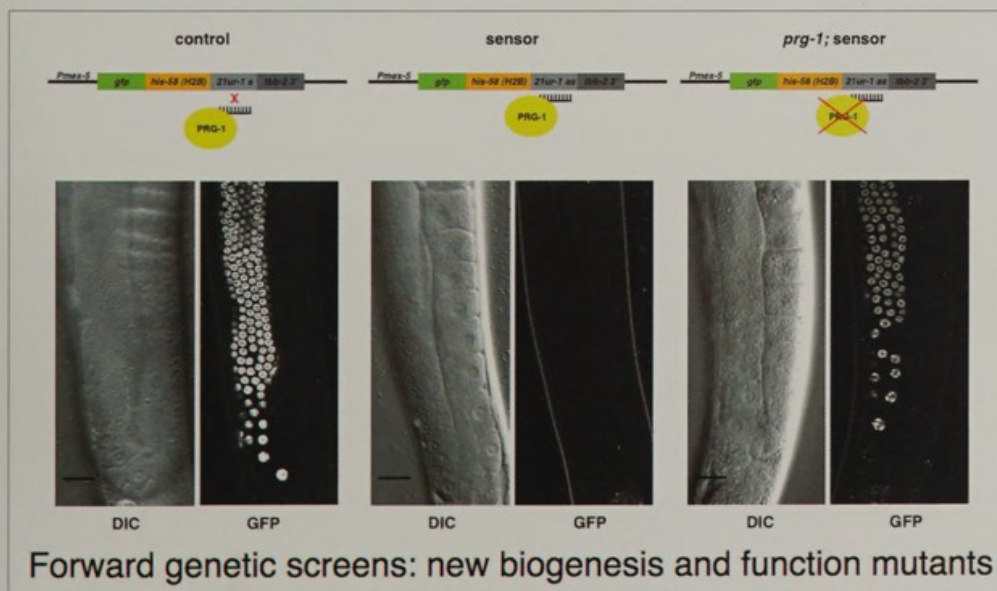 control
sensor
prg-1; sensor
Pmex-5 gfp his-58 (H2B) 21ur-1 s tbb-2 3'
X
PRG-1
Pmex-5 gfp his-58 (H2B) 21ur-1 as tbb-2 3'
PRG-1
Pmex-5 gfp his-58 (H2B) 21ur-1 as tbb-2 3'
PRG-1
DIC
GFP
DIC
GFP
DIC
GFP
Forward genetic screens: new biogenesis and function mutants